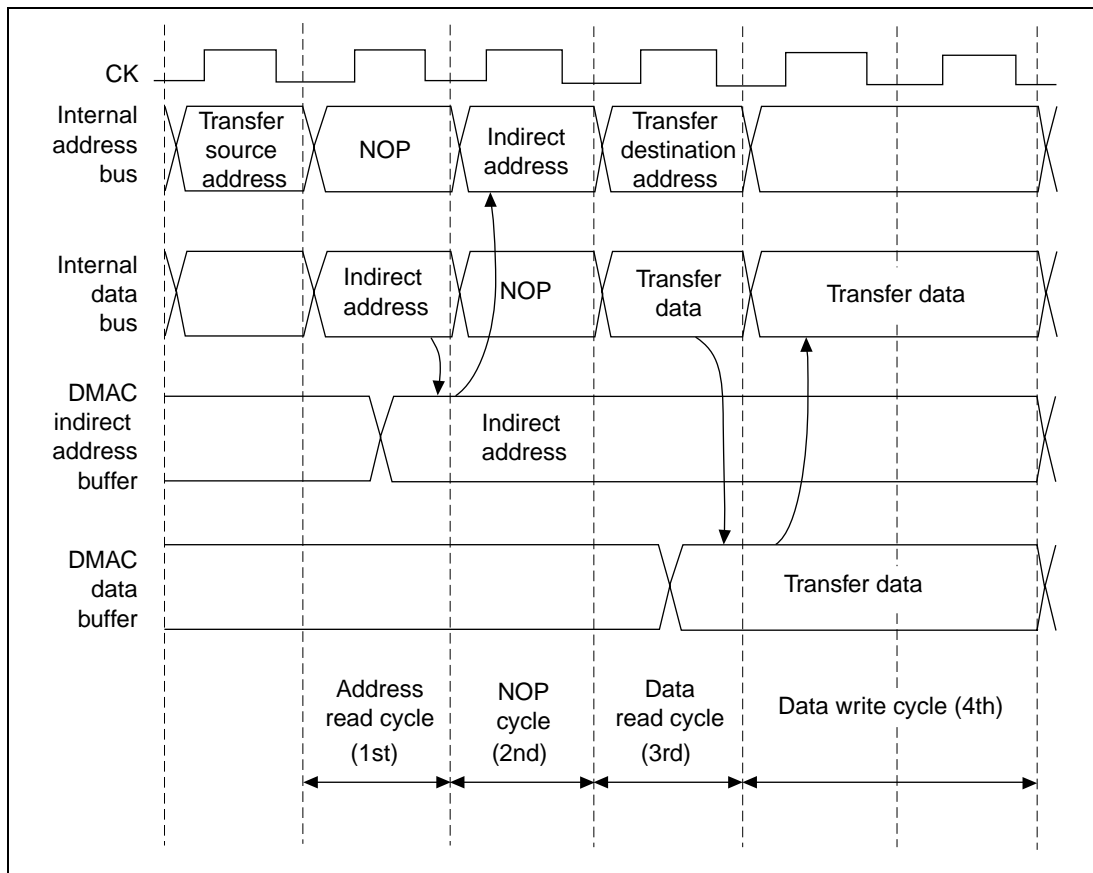 CK
Internal
address
bus
Transfer
source
address
NOP
Indirect
address
Transfer
destination
address
Internal
data
bus
Indirect
address
NOP
Transfer
data
Transfer data
DMAC
indirect
address
buffer
Indirect
address
DMAC
data
buffer
Transfer data
Address
read cycle
(1st)
NOP
cycle
(2nd)
Data
read cycle
(3rd)
Data write cycle (4th)